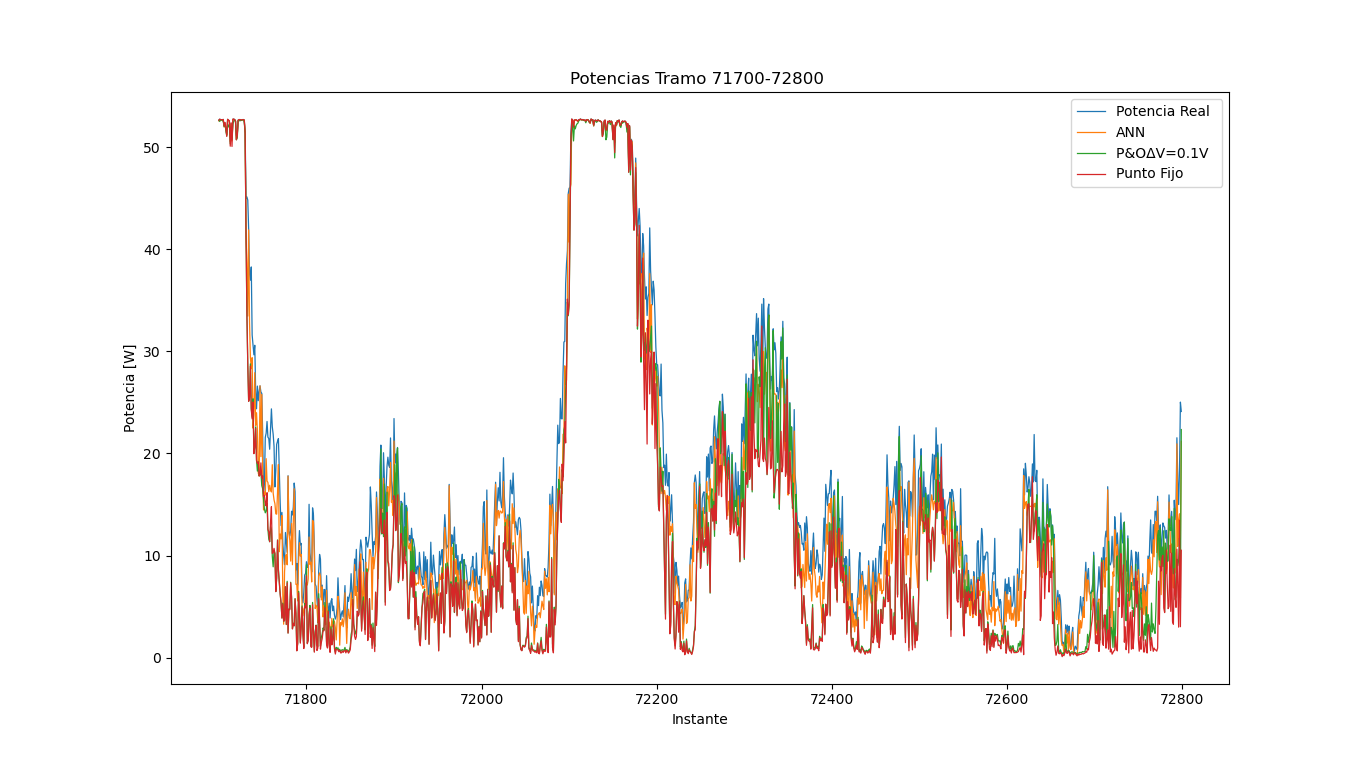 Potencias Tramo 71700-72800
Potencia Real
ANN
P&OΔV=0.1V
Punto Fijo
Potencia [W]
50
40
30
20
10
0
71800 72000 72200 72400 72600 72800
Instante